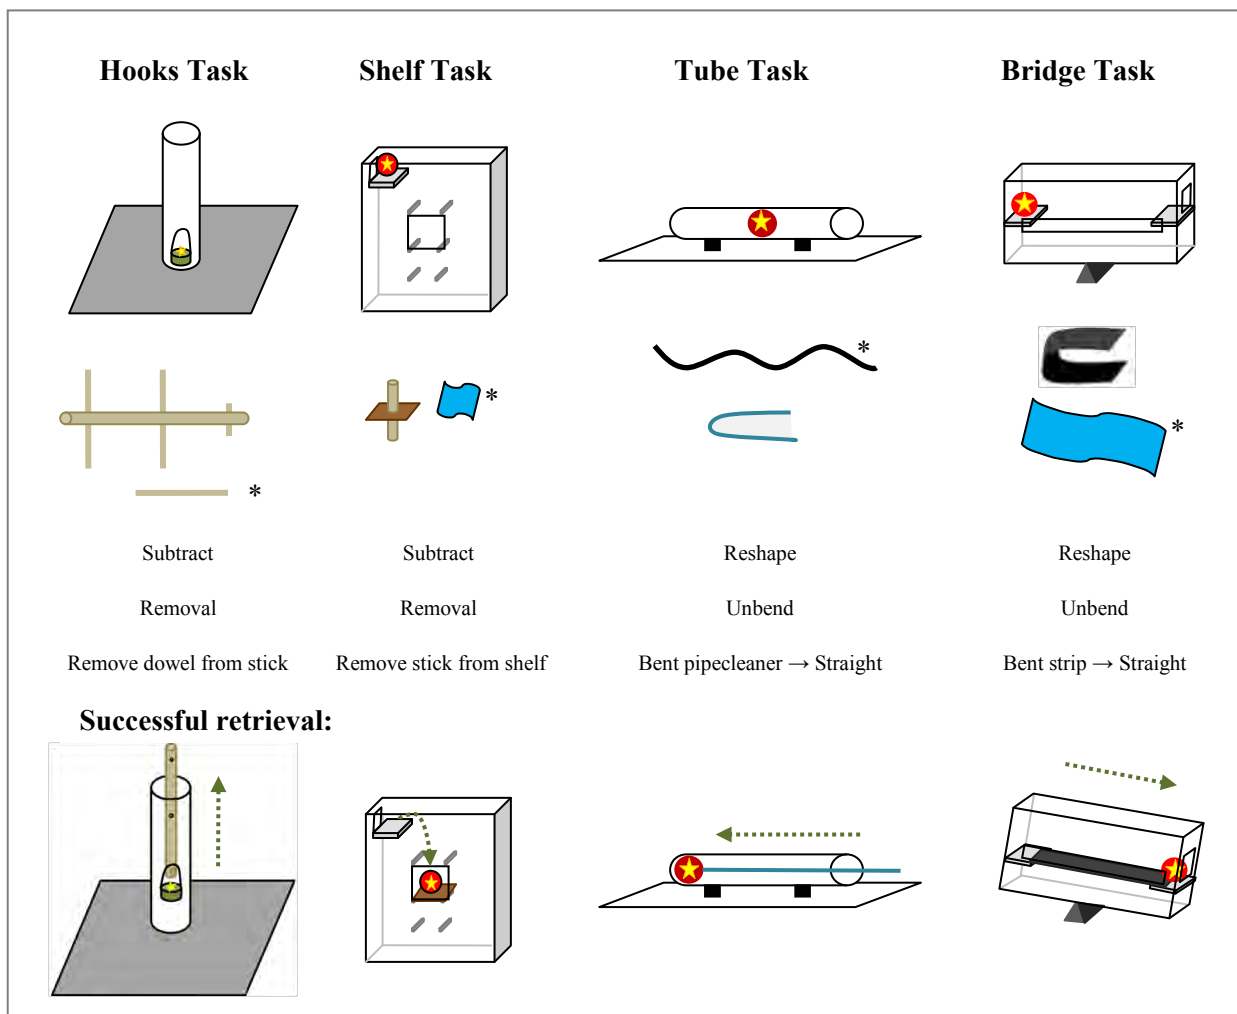 Hooks Task Shelf Task Tube Task Bridge Task
*
*
*
*
Subtract Subtract Reshape Reshape
Removal Removal Unbend Unbend
Remove dowel from stick Remove stick from shelf Bent pipecleaner → Straight Bent strip → Straight
Successful retrieval: